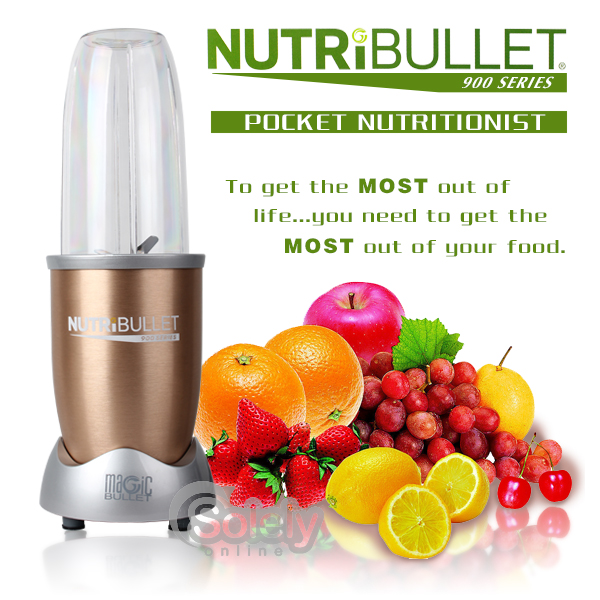 NUTRiBULLET®
900 SERIES
POCKET NUTRITIONIST
To get the MOST out of
life...you need to get the
MOST out of your food.
NUTRiBULLET
900 SERIES
maGic
BULLET
Solely
online